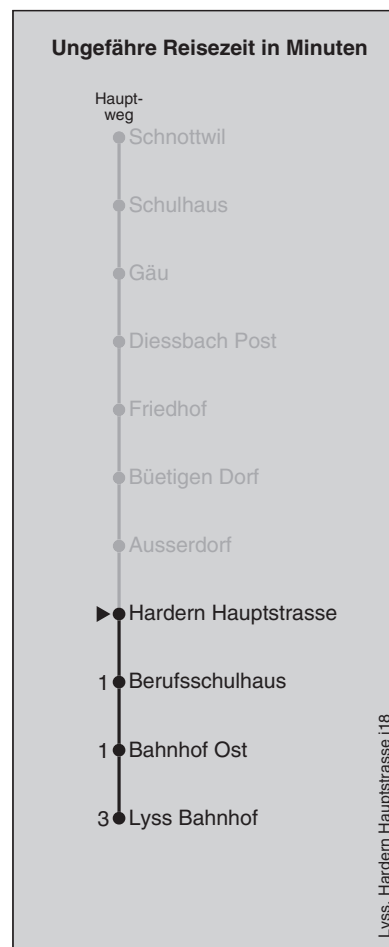 Ungefähre Reisezeit in Minuten
Haupt-
weg
Schnottwil
Schulhaus
Gäu
Diessbach Post
Friedhof
Büetigen Dorf
Ausserdorf
Hardern Hauptstrasse
1 Berufsschulhaus
1 Bahnhof Ost
3 Lyss Bahnhof
Lyss, Hardern Hauptstrasse j18